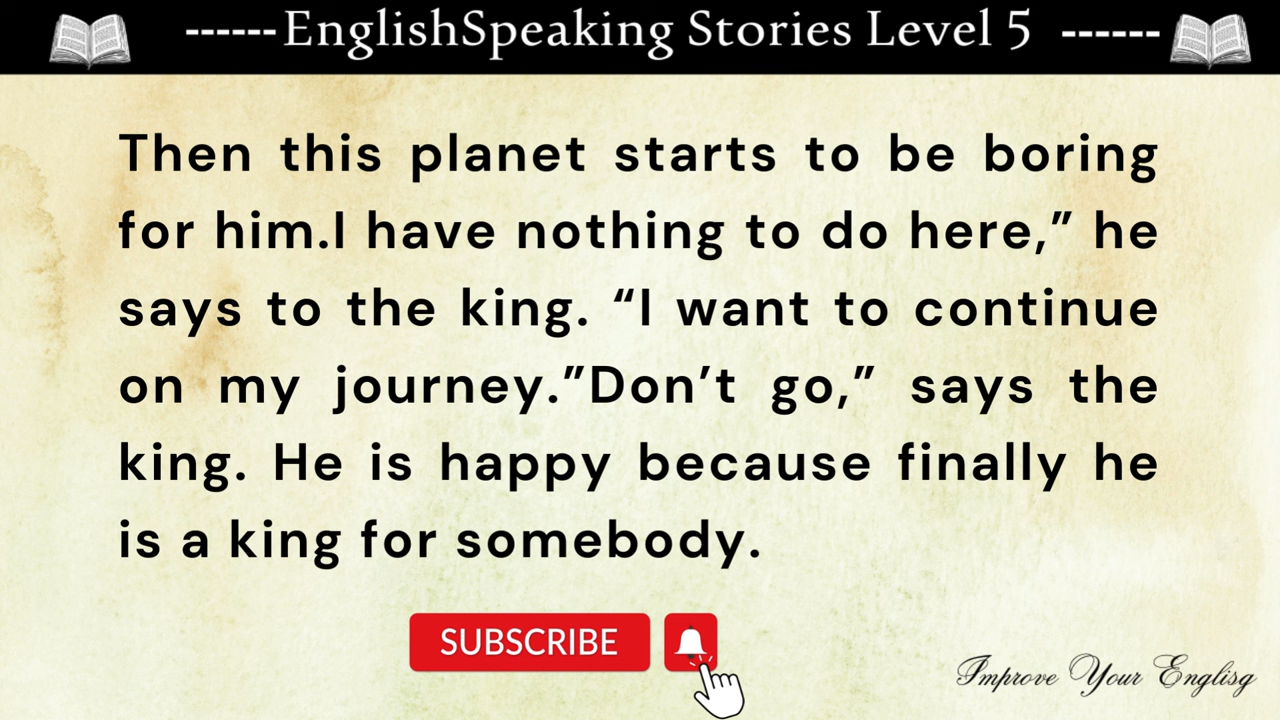 ------EnglishSpeaking Stories Level 5 ------
Then this planet starts to be boring
for him.I have nothing to do here,” he
says to the king. “I want to continue
on my journey.”Don’t go,” says the
king. He is happy because finally he
is a king for somebody.
SUBSCRIBE
Improve Your Englisg